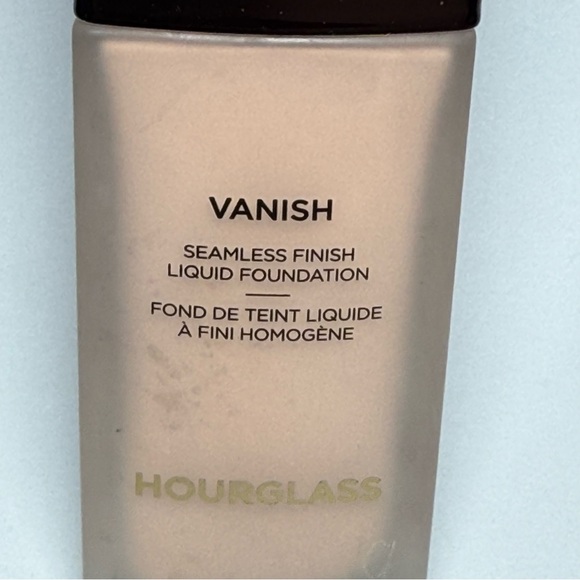 VANISH
SEAMLESS FINISH
LIQUID FOUNDATION
FOND DE TEINT LIQUIDE
À FINI HOMOGÈNE
HOURGLASS